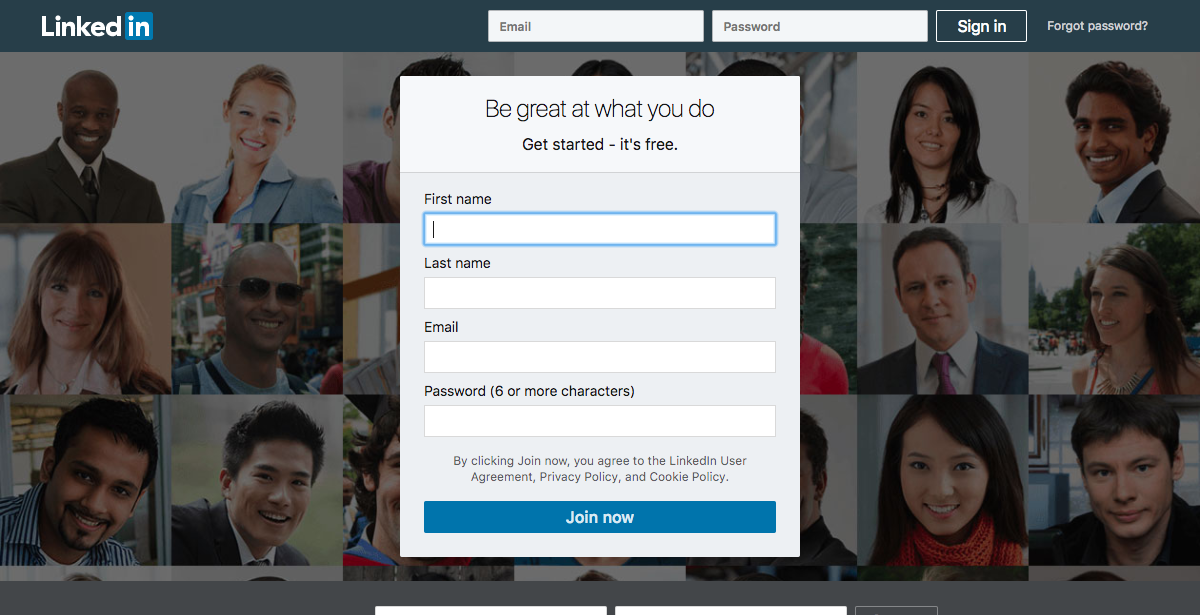 Linked in
Email
Password
Sign in
Forgot password?
Be great at what you do
Get started - it's free.
First name
Last name
Email
Password (6 or more characters)
By clicking Join now, you agree to the LinkedIn User
Agreement, Privacy Policy, and Cookie Policy.
Join now